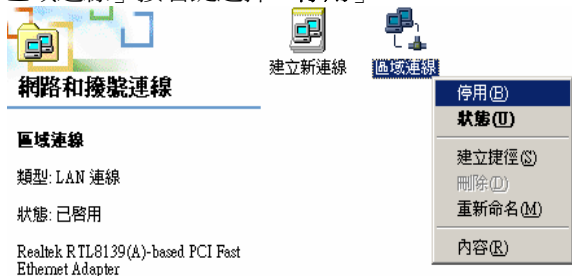 建立新連線
區域連線
網路和撥號連線
區域連線
類型: LAN 連線
狀態: 已啓用
Realtek RTL8139(A)-based PCI Fast
Ethernet Adapter
停用(B)
狀態(U)
建立捷徑(S)
刪除(D)
重新命名(M)
內容(R)